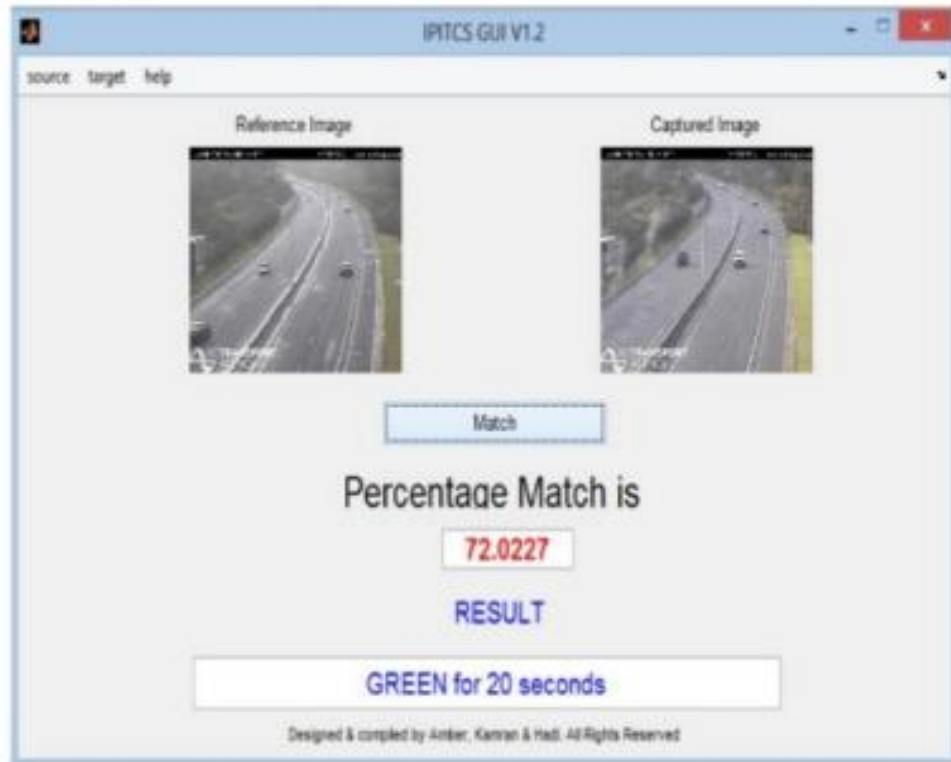 IPITCS GUI V1.2
source target help
Reference Image
Captured Image
Match
Percentage Match is
72.0227
RESULT
GREEN for 20 seconds
Designed & compiled by Amber, Kamran & Hadi. All Rights Reserved